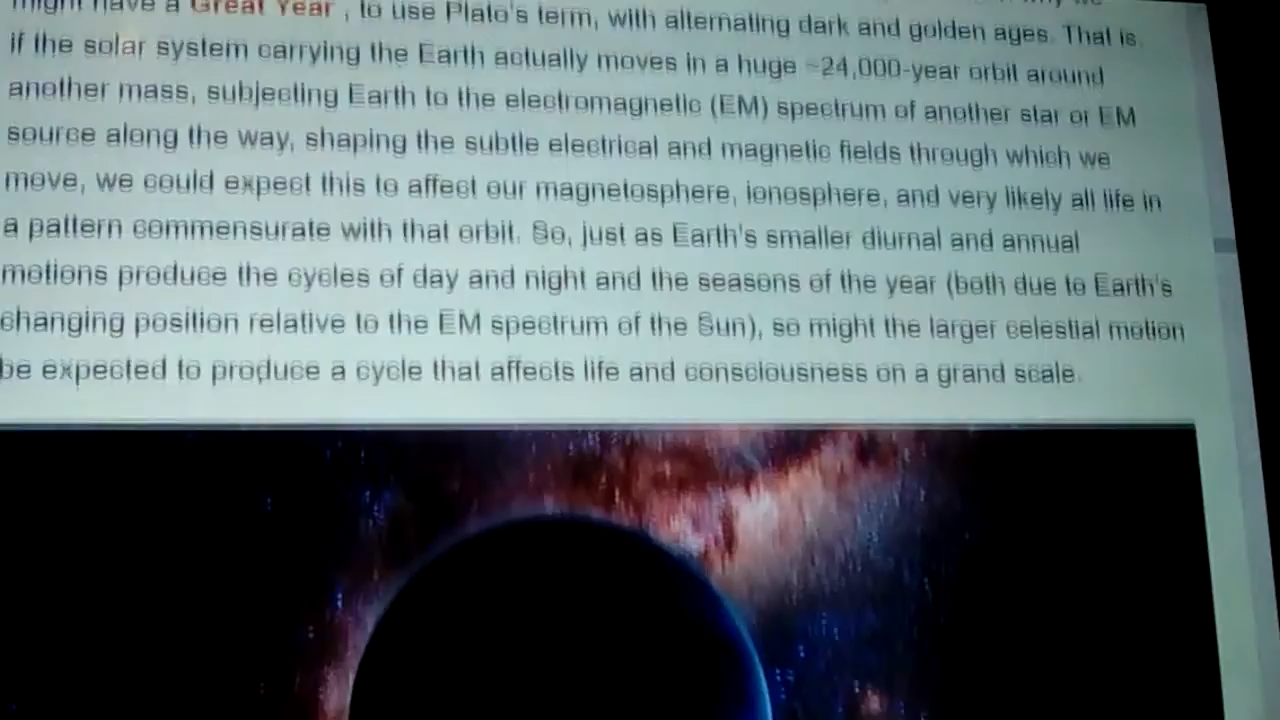 might have a Great Year , to use Plato's term, with alternating dark and golden ages. That is,
if the solar system carrying the Earth actually moves in a huge ~24,000-year orbit around
another mass, subjecting Earth to the electromagnetic (EM) spectrum of another star or EM
source along the way, shaping the subtle electrical and magnetic fields through which we
move, we could expect this to affect our magnetosphere, ionosphere, and very likely all life in
a pattern commensurate with that orbit. So, just as Earth's smaller diurnal and annual
motions produce the cycles of day and night and the seasons of the year (both due to Earth's
changing position relative to the EM spectrum of the Sun), so might the larger celestial motion
be expected to produce a cycle that affects life and consciousness on a grand scale.